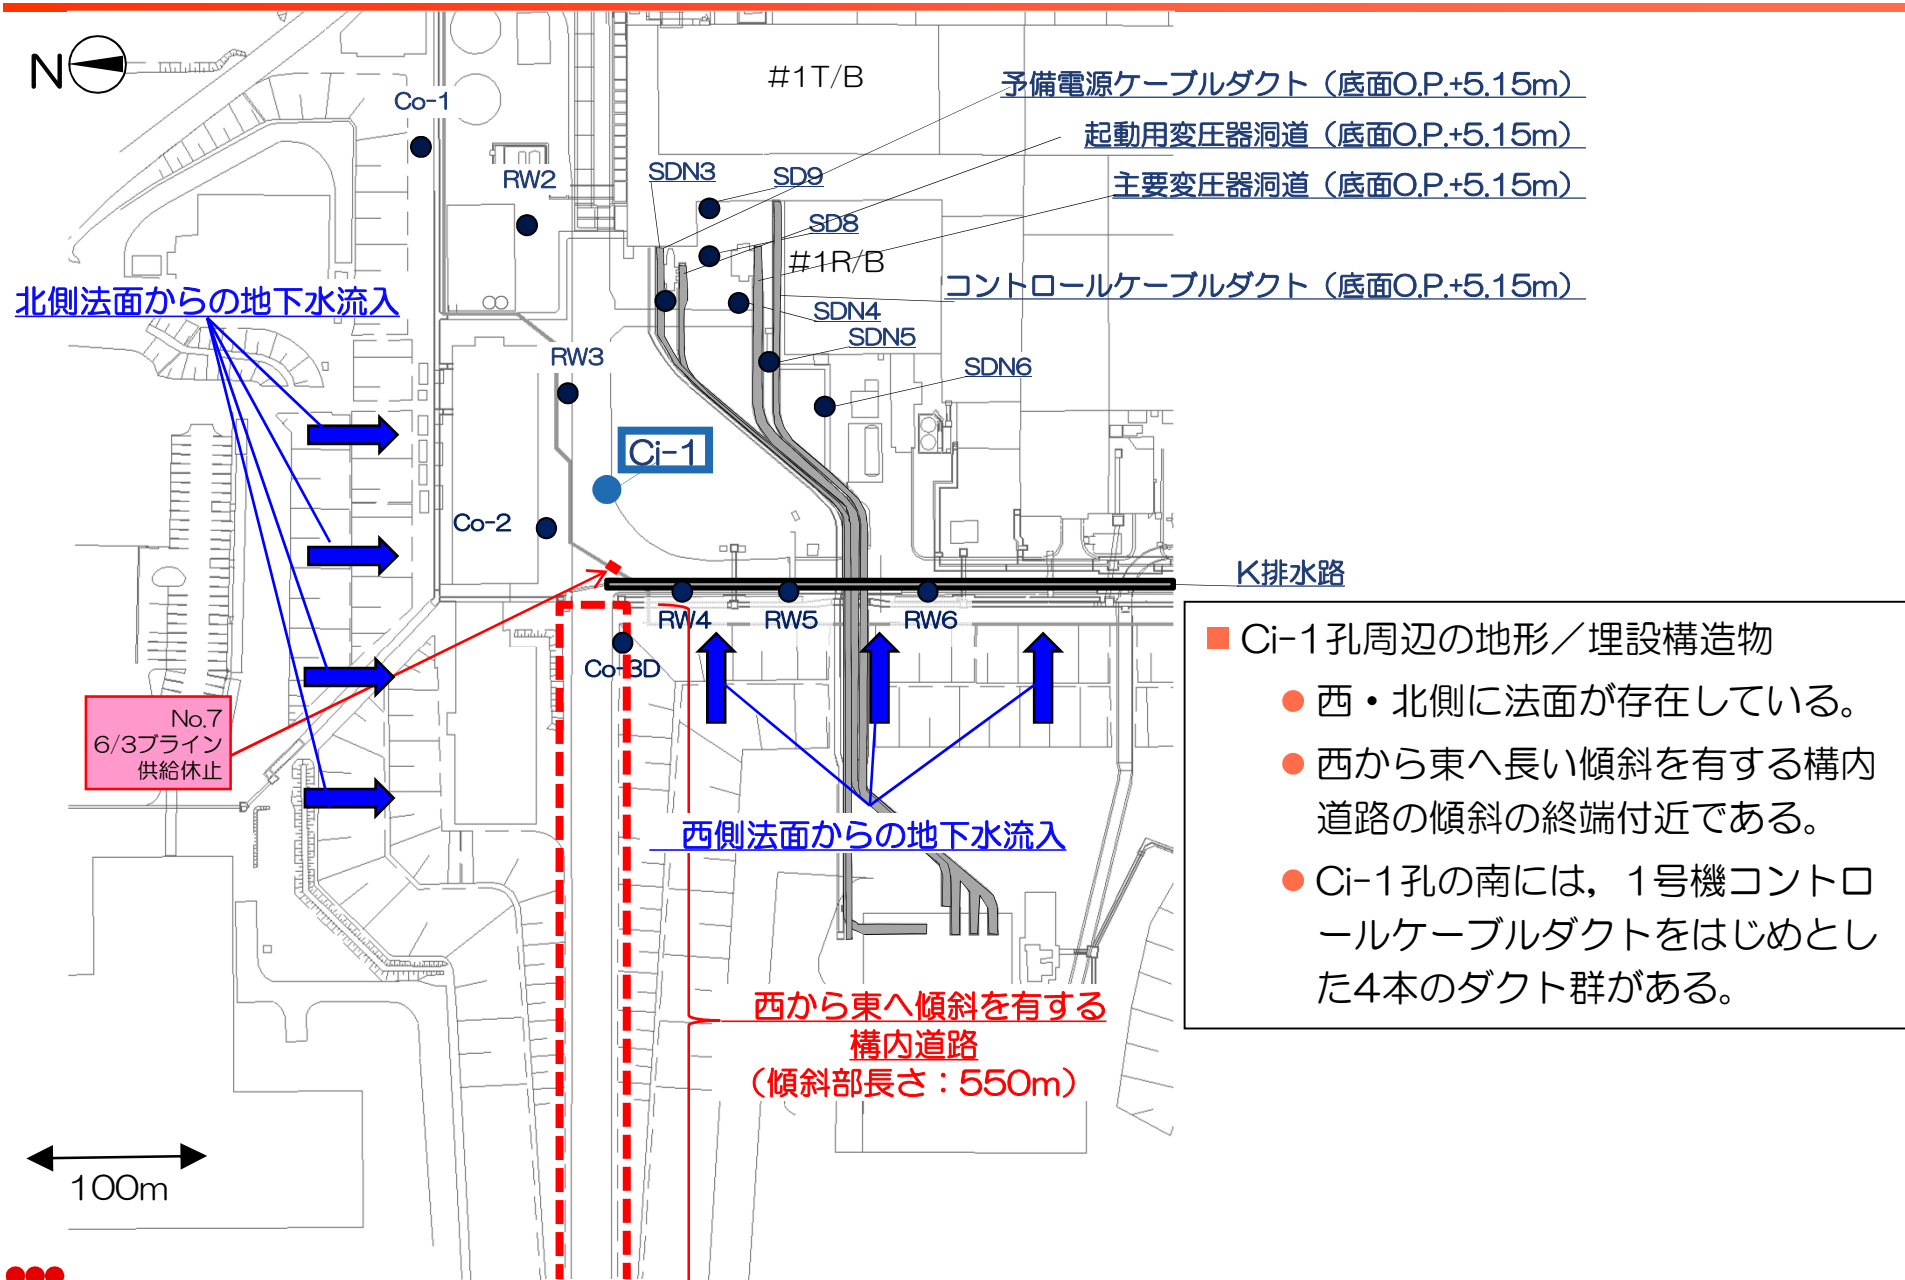 N
#1T/B
予備電源ケーブルダクト（底面O.P.+5.15m）
Co-1
起動用変圧器洞道（底面O.P.+5.15m）
RW2
SDN3
SD9
主要変圧器洞道（底面O.P.+5.15m）
SD8
#1R/B
北側法面からの地下水流入
コントロールケーブルダクト（底面O.P.+5.15m）
SDN4
SDN5
RW3
SDN6
Ci-1
Co-2
K排水路
RW4
RW5
RW6
Co-3D
No.7
6/3ブライン
供給休止
西側法面からの地下水流入
西から東へ傾斜を有する
構内道路
（傾斜部長さ：550m）
100m
Ci-1孔周辺の地形／埋設構造物
西・北側に法面が存在している。
西から東へ長い傾斜を有する構内
道路の傾斜の終端付近である。
Ci-1孔の南には，1号機コントロ
ールケーブルダクトをはじめとし
た4本のダクト群がある。